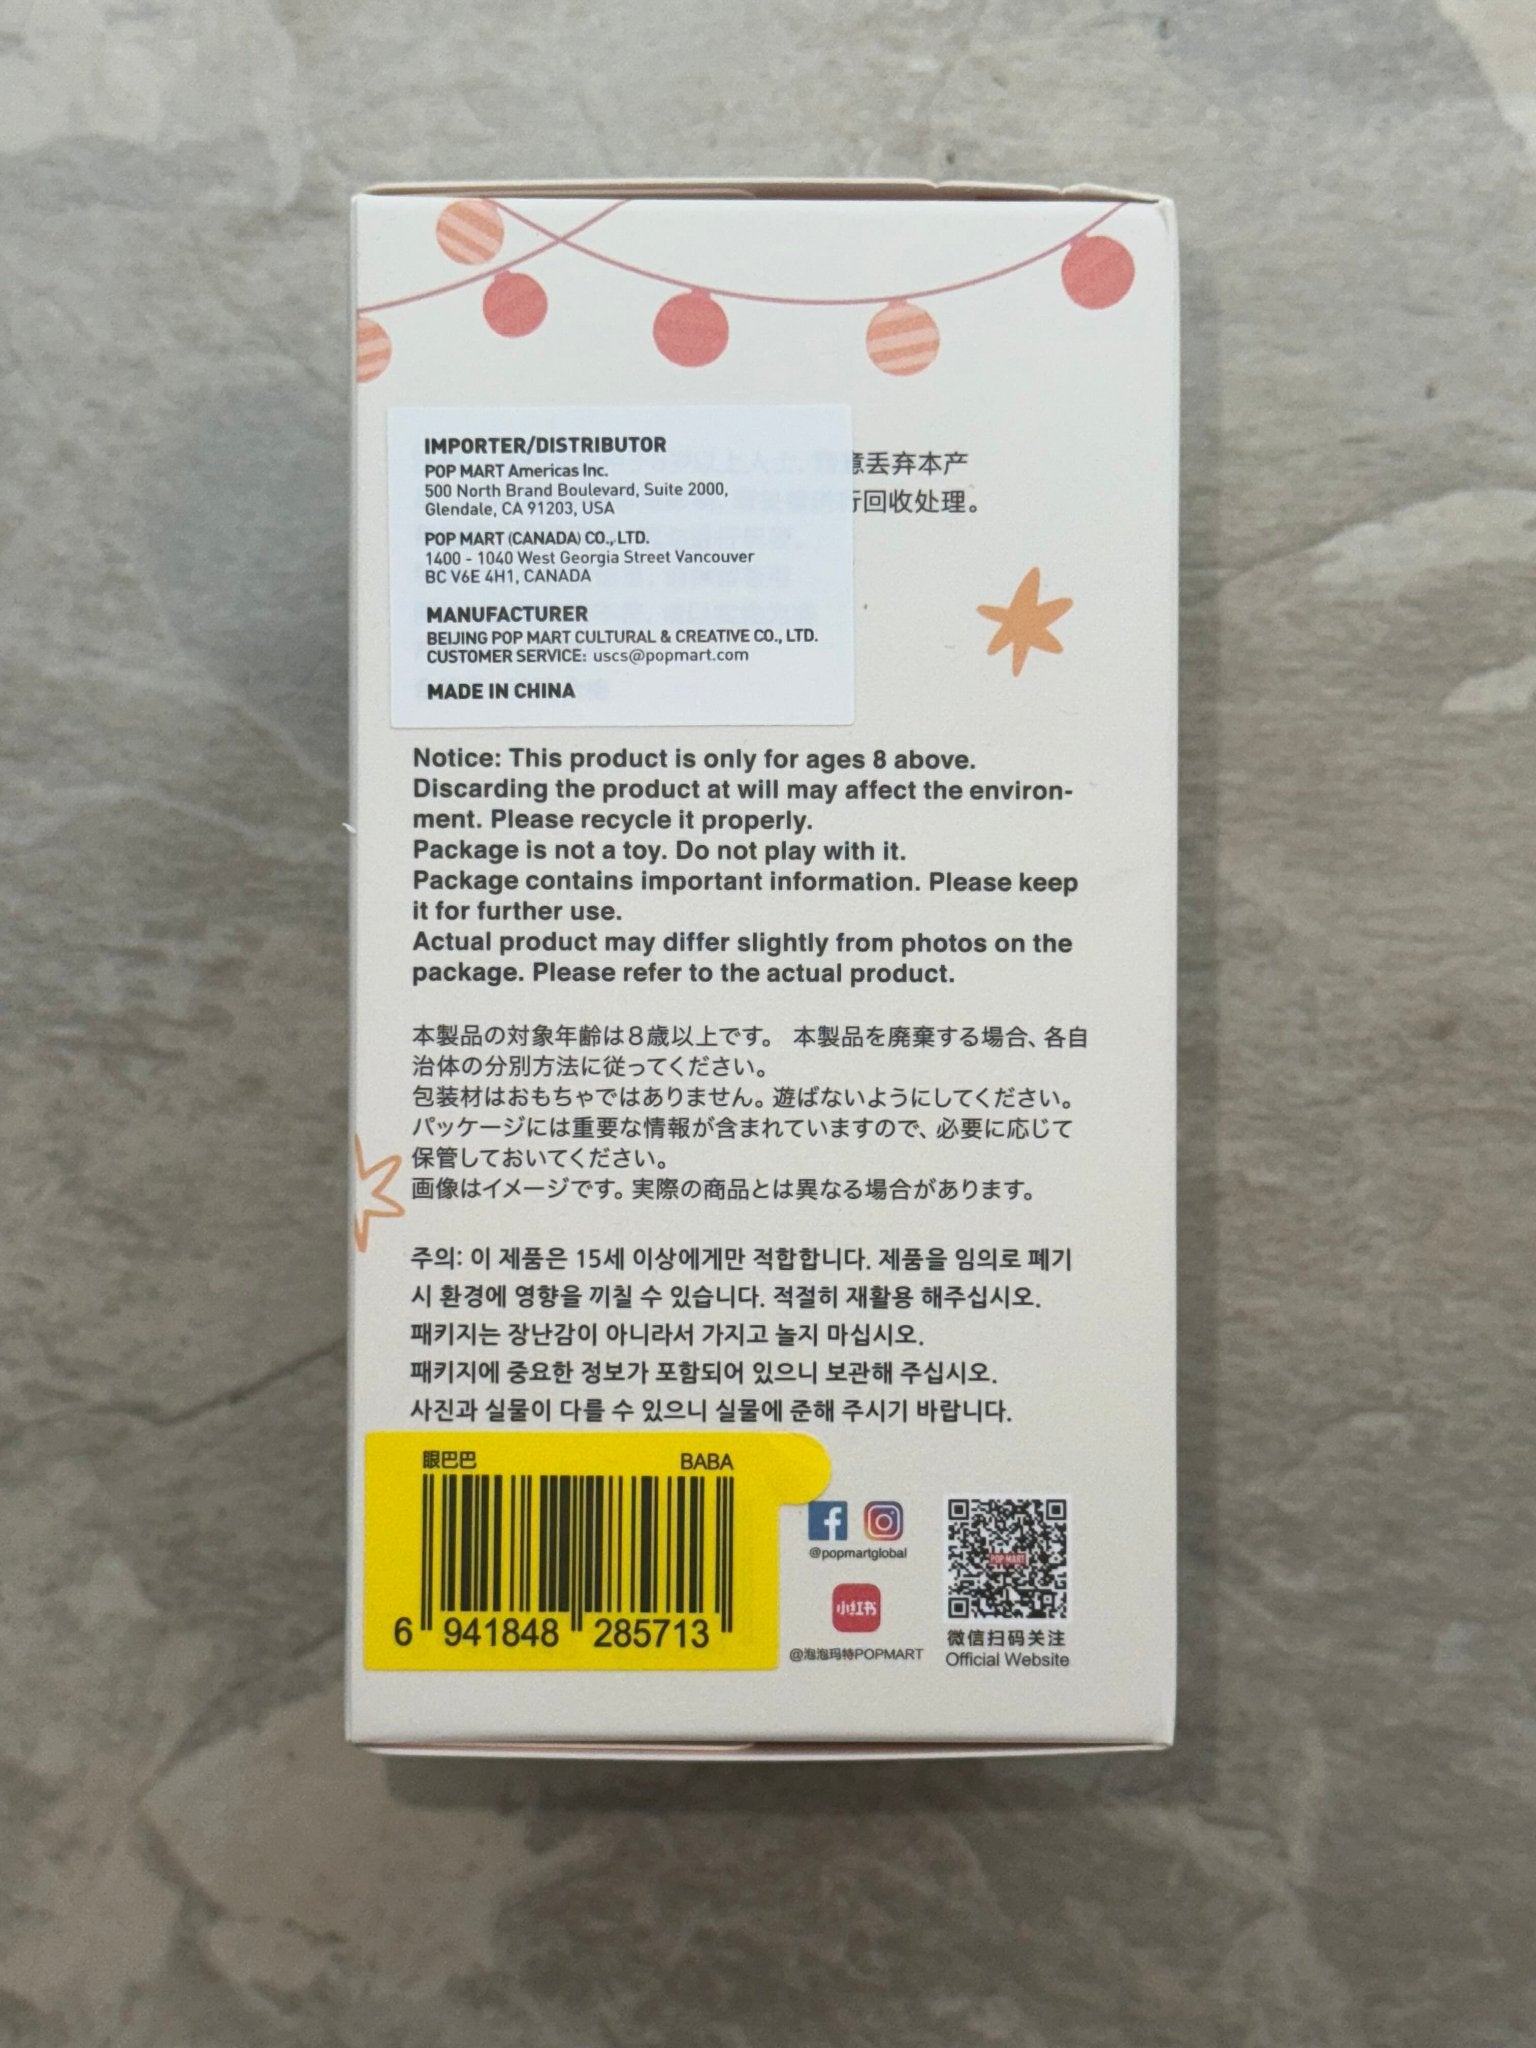 IMPORTER/DISTRIBUTOR
POP MART Americas Inc.
500 North Brand Boulevard, Suite 2000,
Glendale, CA 91203, USA
POP MART (CANADA) CO., LTD.
1400 - 1040 West Georgia Street Vancouver
BC V6E 4H1, CANADA
MANUFACTURER
BEIJING POP MART CULTURAL & CREATIVE CO., LTD.
CUSTOMER SERVICE: uscs@popmart.com
MADE IN CHINA
意丢弃本产
行回收处理。
Notice: This product is only for ages 8 above.
Discarding the product at will may affect the environ-
ment. Please recycle it properly.
Package is not a toy. Do not play with it.
Package contains important information. Please keep
it for further use.
Actual product may differ slightly from photos on the
package. Please refer to the actual product.
本製品の対象年齢は8歳以上です。 本製品を廃棄する場合、各自
治体の分別方法に従ってください。
包装材はおもちゃではありません。遊ばないようにしてください。
パッケージには重要な情報が含まれていますので、必要に応じて
保管しておいてください。
画像はイメージです。実際の商品とは異なる場合があります。
주의: 이 제품은 15세 이상에게만 적합합니다. 제품을 임의로 폐기
시 환경에 영향을 끼칠 수 있습니다. 적절히 재활용 해주십시오.
패키지는 장난감이 아니라서 가지고 놀지 마십시오.
패키지에 중요한 정보가 포함되어 있으니 보관해 주십시오.
사진과 실물이 다를 수 있으니 실물에 준해 주시기 바랍니다.
眼巴巴 BABA
6 941848 285713
@popmartglobal
小红书
@泡泡玛特POPMART
POP MART
微信扫码关注
Official Website